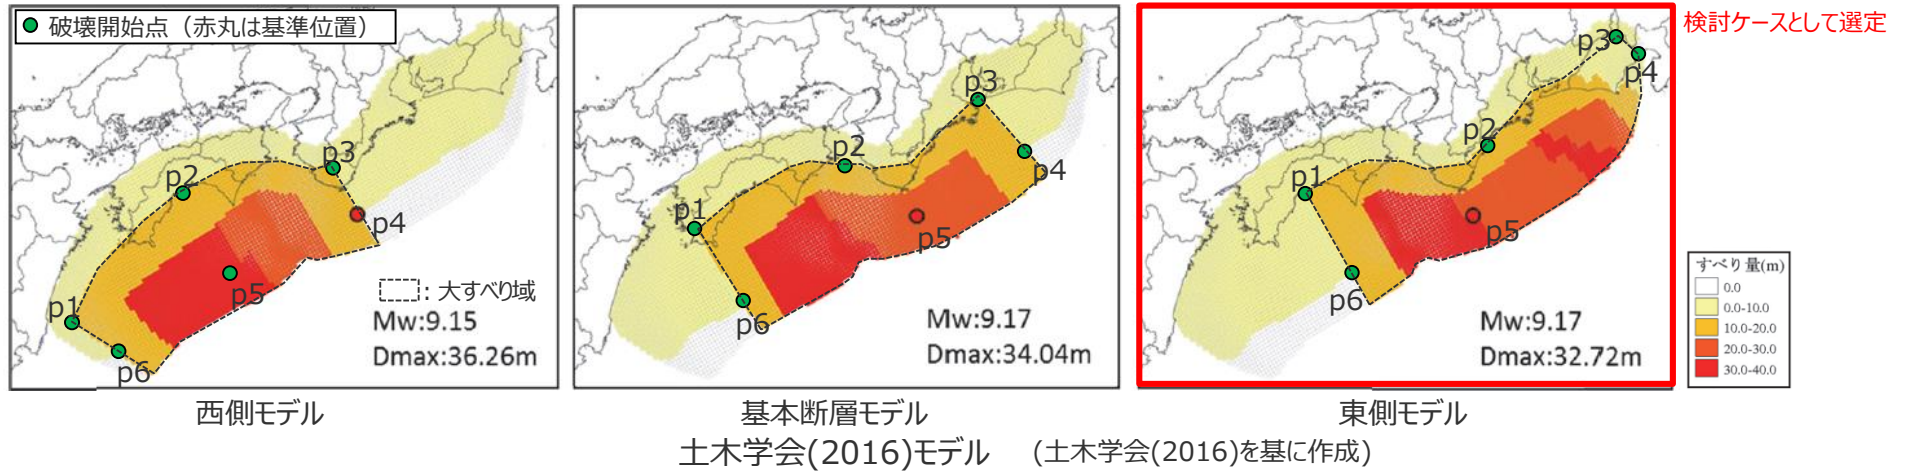 破壊開始点（赤丸は基準位置）
p1
p2
p3
p4
p5
p6
：大すべり域
Mw:9.15
Dmax:36.26m
西側モデル
p1
p2
p3
p4
p5
p6
Mw:9.17
Dmax:34.04m
基本断層モデル
p1
p2
p3
p4
p5
p6
Mw:9.17
Dmax:32.72m
東側モデル
検討ケースとして選定
すべり量(m)
0.0
0.0-10.0
10.0-20.0
20.0-30.0
30.0-40.0
土木学会(2016)モデル （土木学会(2016)を基に作成）